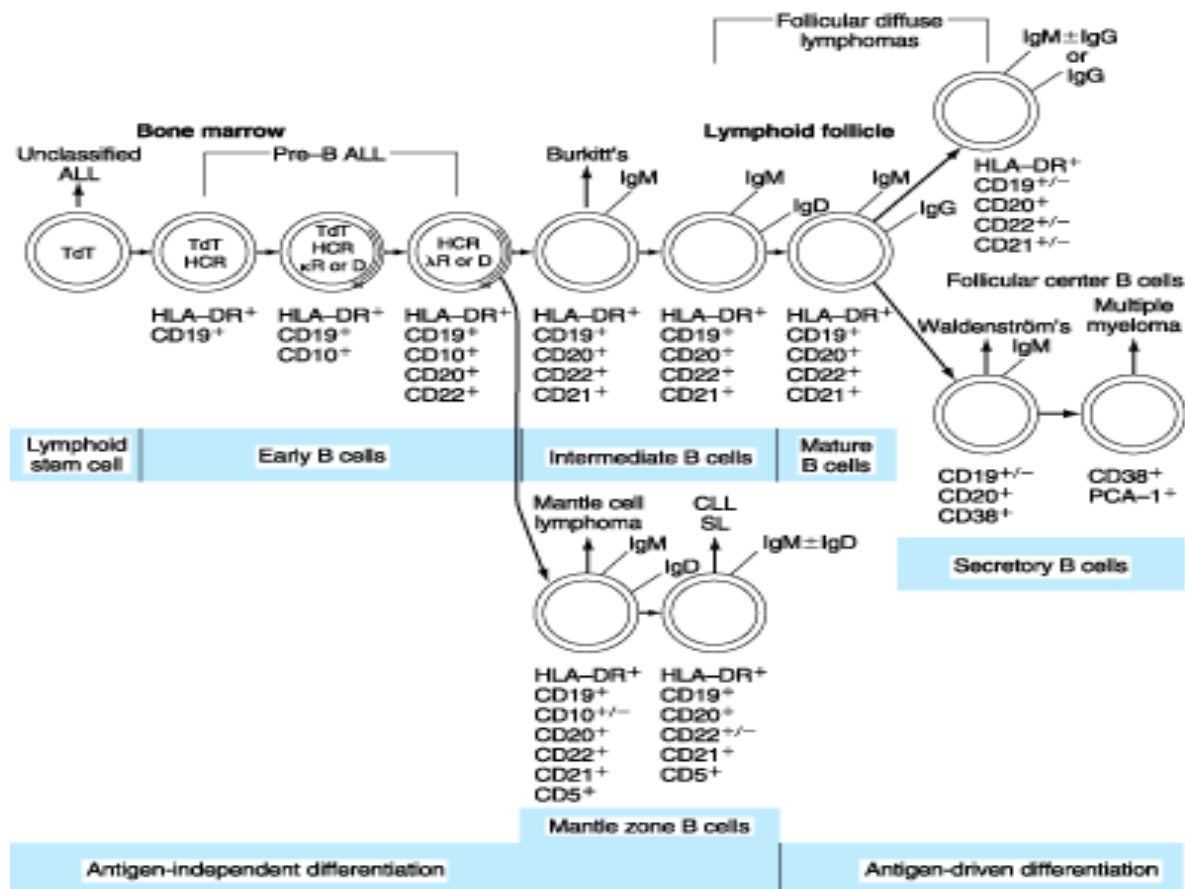 Follicular diffuse
lymphomas
IgM±IgG
or
IgG
Bone marrow
Lymphoid follicle
Unclassified
ALL
Pre–B ALL
Burkitt's
IgM
IgM
IgD
IgM
IgG
HLA–DR⁺
CD19⁺/⁻
CD20⁺
CD22⁺/⁻
CD21⁺/⁻
TdT
TdT
HCR
TdT
HCR
κR or D
HCR
λR or D
HLA–DR⁺
CD19⁺
HLA–DR⁺
CD19⁺
CD10⁺
HLA–DR⁺
CD19⁺
CD10⁺
CD20⁺
CD22⁺
HLA–DR⁺
CD19⁺
CD20⁺
CD22⁺
CD21⁺
HLA–DR⁺
CD19⁺
CD20⁺
CD22⁺
CD21⁺
HLA–DR⁺
CD19⁺
CD20⁺
CD22⁺
CD21⁺
Follicular center B cells
Waldenström's
IgM
Multiple
myeloma
Lymphoid
stem cell
Early B cells
Intermediate B cells
Mature
B cells
CD19⁺/⁻
CD20⁺
CD38⁺
CD38⁺
PCA–1⁺
Secretory B cells
Mantle cell
lymphoma
IgM
IgD
CLL
SL
IgM±IgD
HLA–DR⁺
CD19⁺
CD10⁺/⁻
CD20⁺
CD22⁺
CD21⁺
CD5⁺
HLA–DR⁺
CD19⁺
CD20⁺
CD22⁺/⁻
CD21⁺
CD5⁺
Mantle zone B cells
Antigen-independent differentiation
Antigen-driven differentiation